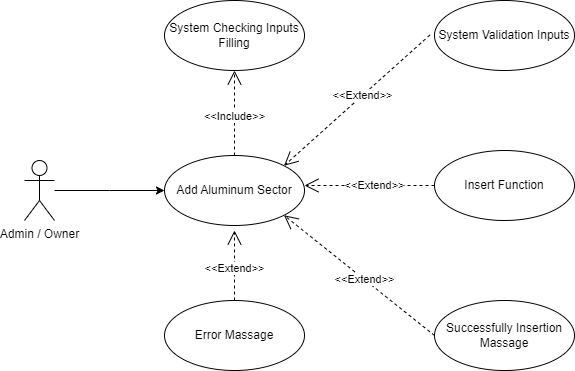 System Checking Inputs
Filling
System Validation Inputs
<<Extend>>
<<Include>>
Add Aluminum Sector
<<Extend>>
Insert Function
Admin / Owner
<<Extend>>
<<Extend>>
Error Massage
Successfully Insertion
Massage